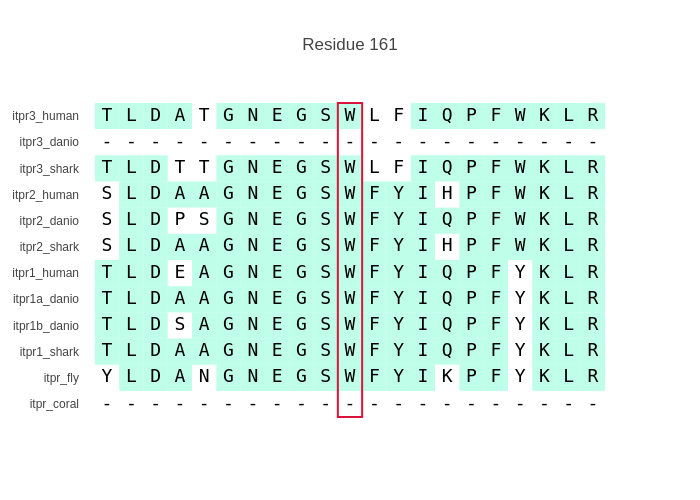 Residue 161
itpr3_human T L D A T G N E G S W L F I Q P F W K L R
itpr3_danio - - - - - - - - - - - - - - - - - - - - -
itpr3_shark T L D T T G N E G S W L F I Q P F W K L R
itpr2_human S L D A A G N E G S W F Y I H P F W K L R
itpr2_danio S L D P S G N E G S W F Y I Q P F W K L R
itpr2_shark S L D A A G N E G S W F Y I H P F W K L R
itpr1_human T L D E A G N E G S W F Y I Q P F Y K L R
itpr1a_danio T L D A A G N E G S W F Y I Q P F Y K L R
itpr1b_danio T L D S A G N E G S W F Y I Q P F Y K L R
itpr1_shark T L D A A G N E G S W F Y I Q P F Y K L R
itpr_fly Y L D A N G N E G S W F Y I K P F Y K L R
itpr_coral - - - - - - - - - - - - - - - - - - - - -